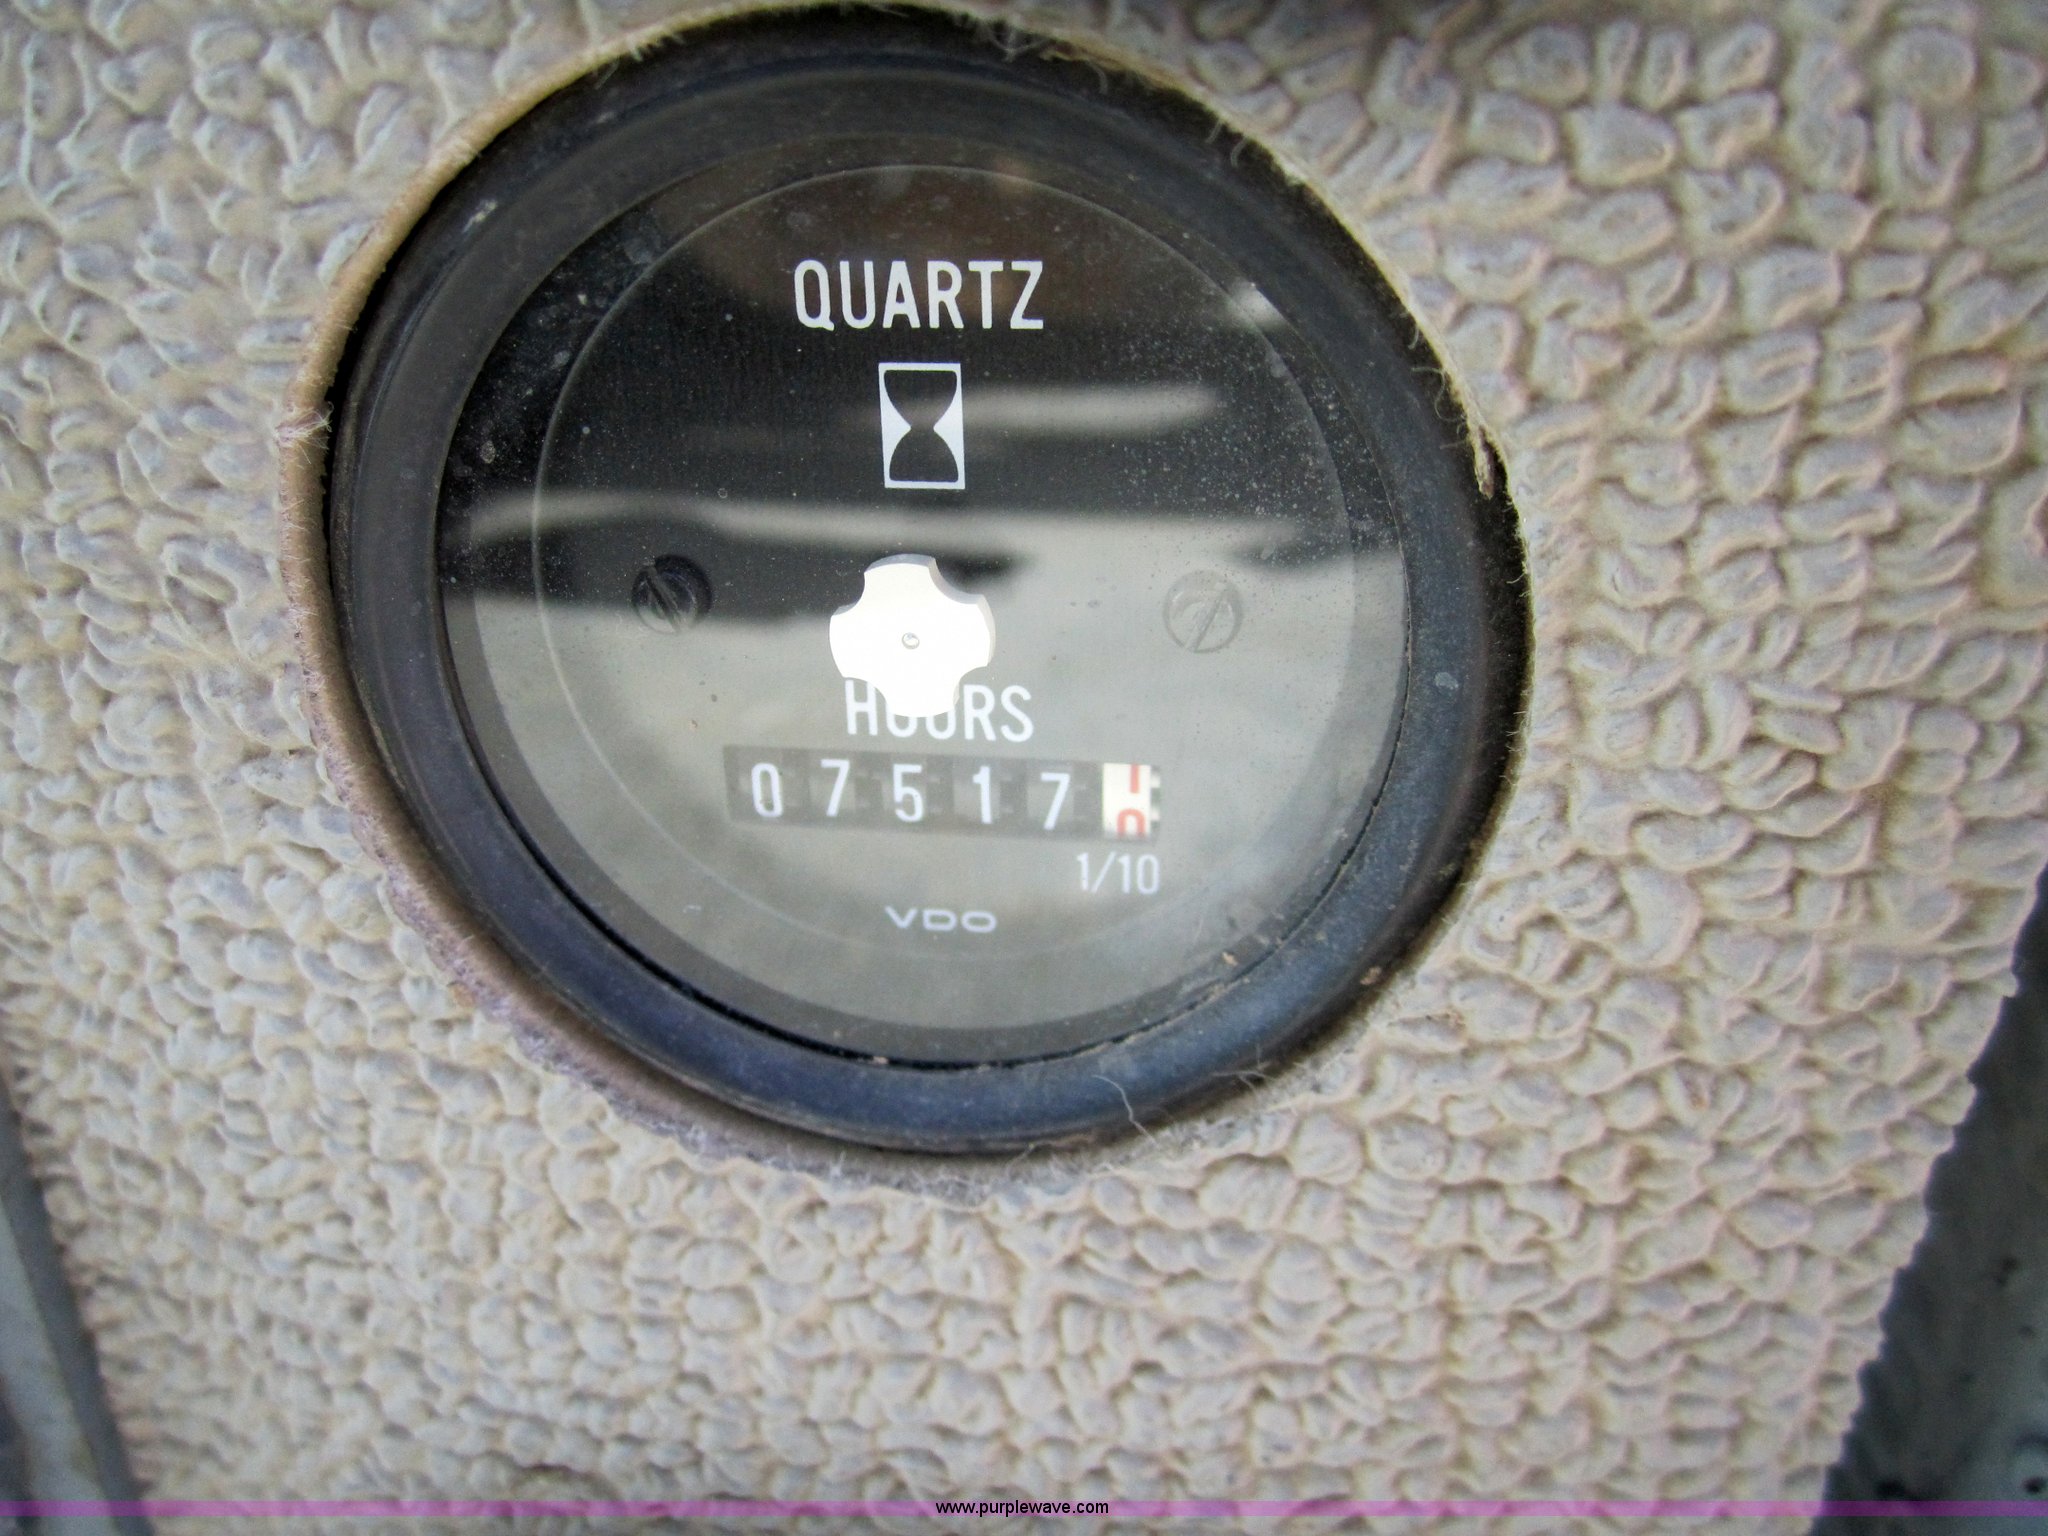 QUARTZ
HOURS
0 7 5 1 7
1/10
VDO
www.purplewave.com